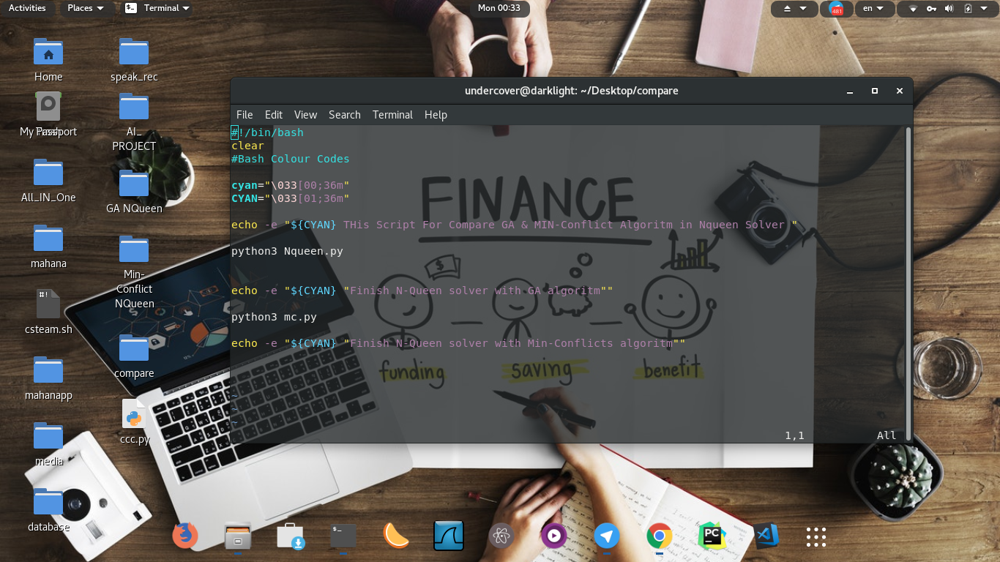 Activities Places Terminal Mon 00:33 481 en
Home
speak_rec
My Passport
AI_
PROJECT
All_IN_One
GA NQueen
mahana
Min-
Conflict
NQueen
csteam.sh
#!
compare
mahanapp
ccc.py
media
database
undercover@darklight: ~/Desktop/compare
File Edit View Search Terminal Help
#!/bin/bash
clear
#Bash Colour Codes
cyan="\033[00;36m"
CYAN="\033[01;36m"
echo -e "${CYAN} THis Script For Compare GA & MIN-Conflict Algoritm in Nqueen Solver "
python3 Nqueen.py
echo -e "${CYAN} "Finish N-Queen solver with GA algoritm""
python3 mc.py
echo -e "${CYAN} "Finish N-Queen solver with Min-Conflicts algoritm""
~
~
~
1,1 All
FINANCE
funding saving benefit
PC